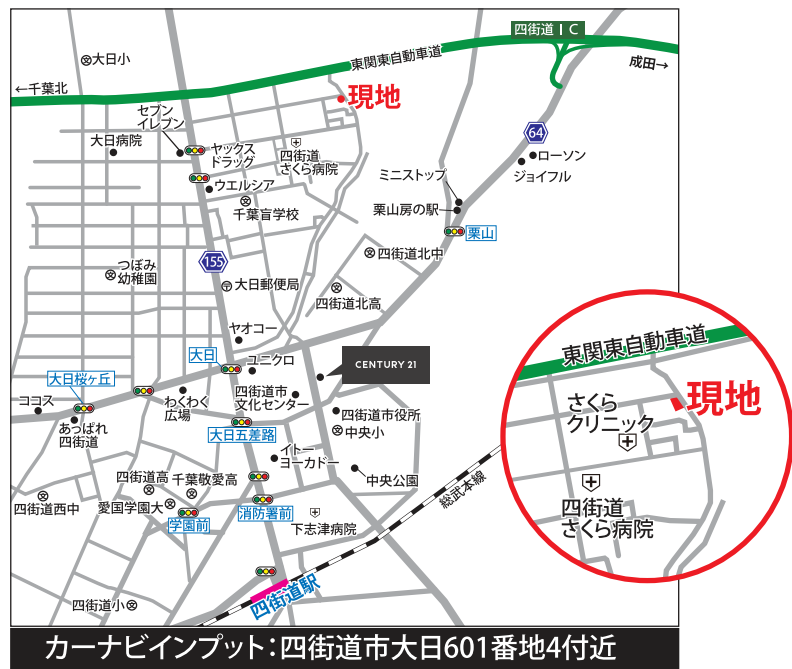 四街道IC
大日小
東関東自動車道
成田→
←千葉北
現地
セブン
イレブン
64
大日病院
ヤックス
ドラッグ
四街道
さくら病院
ローソン
ジョイフル
ミニストップ
ウエルシア
千葉盲学校
栗山房の駅
栗山
四街道北中
155
つぼみ
幼稚園
大日郵便局
四街道北高
ヤオコー
大日
ユニクロ
CENTURY 21
大日桜ヶ丘
ココス
あっぱれ
四街道
わくわく
広場
四街道市
文化センター
四街道市役所
中央小
大日五差路
イトー
ヨーカドー
中央公園
四街道高
千葉敬愛高
四街道西中
愛国学園大
学園前
消防署前
下志津病院
総武本線
四街道駅
四街道小
東関東自動車道
さくら
クリニック
現地
四街道
さくら病院
カーナビインプット：四街道市大日601番地4付近